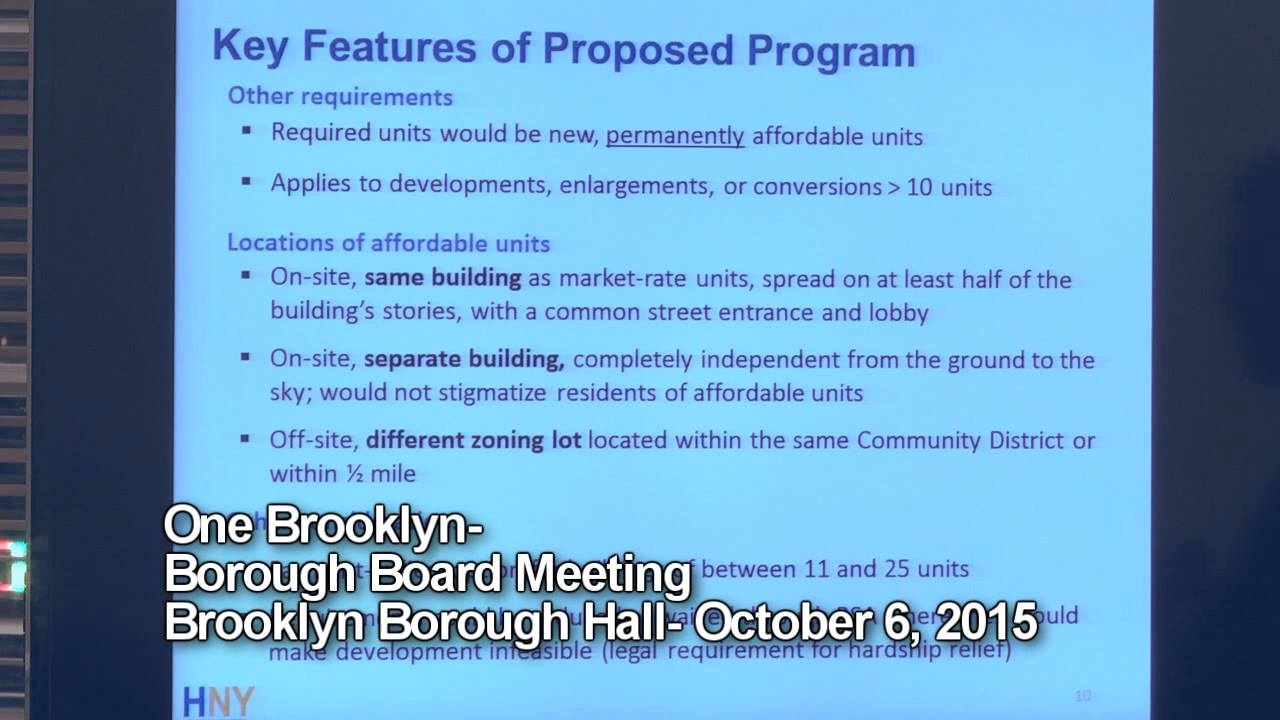 Key Features of Proposed Program
Other requirements
▪ Required units would be new, permanently affordable units
▪ Applies to developments, enlargements, or conversions > 10 units
Locations of affordable units
▪ On-site, same building as market-rate units, spread on at least half of the
building's stories, with a common street entrance and lobby
▪ On-site, separate building, completely independent from the ground to the
sky; would not stigmatize residents of affordable units
▪ Off-site, different zoning lot located within the same Community District or
within ½ mile
One Brooklyn-
Borough Board Meeting
between 11 and 25 units
Brooklyn Borough Hall- October 6, 2015
make development infeasible (legal requirement for hardship relief)
HNY
10